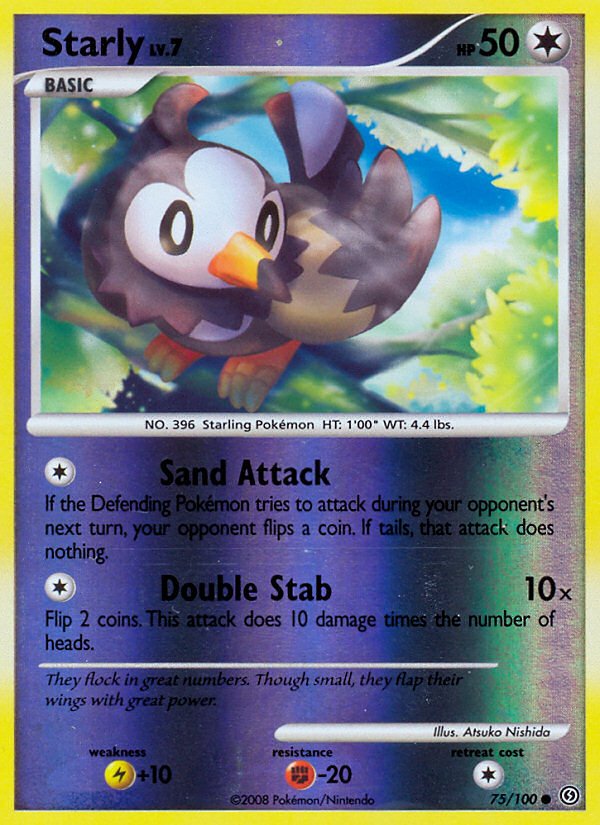 Starly LV.7 HP 50
BASIC
NO. 396 Starling Pokémon HT: 1'00" WT: 4.4 lbs.
Sand Attack
If the Defending Pokémon tries to attack during your opponent's
next turn, your opponent flips a coin. If tails, that attack does
nothing.
Double Stab 10x
Flip 2 coins. This attack does 10 damage times the number of
heads.
They flock in great numbers. Though small, they flap their
wings with great power.
Illus. Atsuko Nishida
weakness resistance retreat cost
+10 -20
©2008 Pokémon/Nintendo 75/100